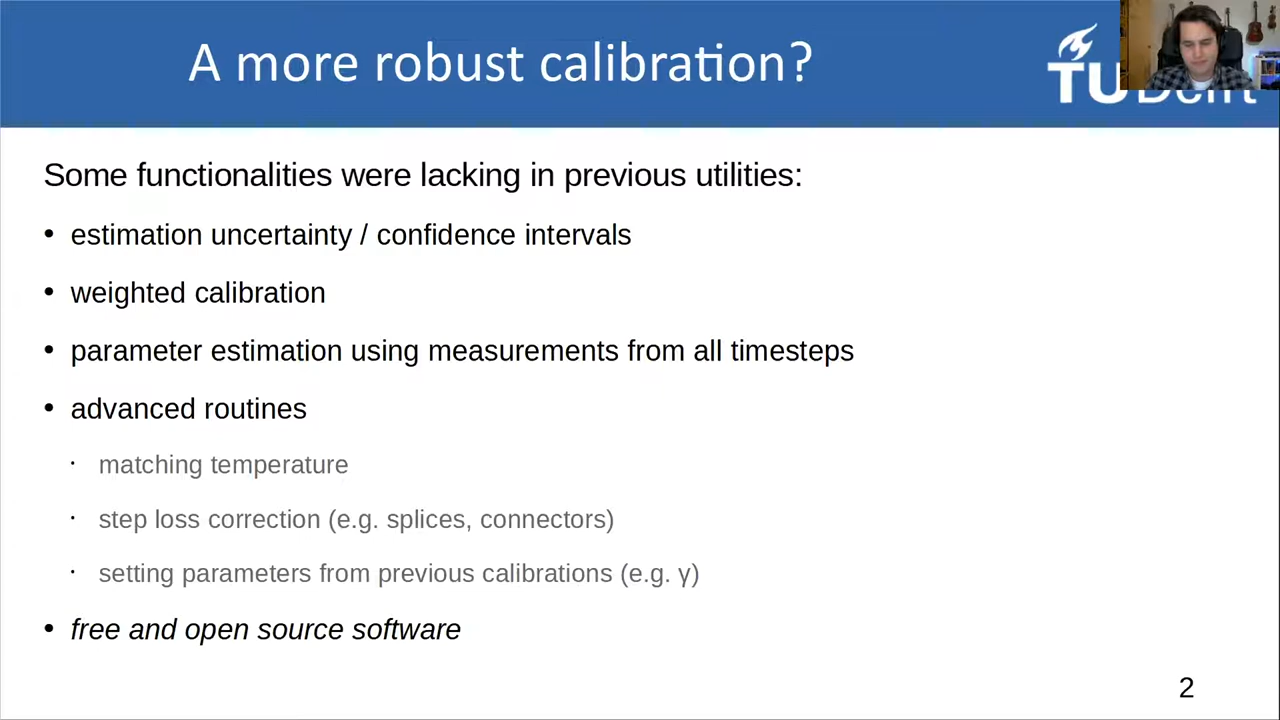 A more robust calibration?
TU Delft
Some functionalities were lacking in previous utilities:
• estimation uncertainty / confidence intervals
• weighted calibration
• parameter estimation using measurements from all timesteps
• advanced routines
· matching temperature
· step loss correction (e.g. splices, connectors)
· setting parameters from previous calibrations (e.g. γ)
• free and open source software
2